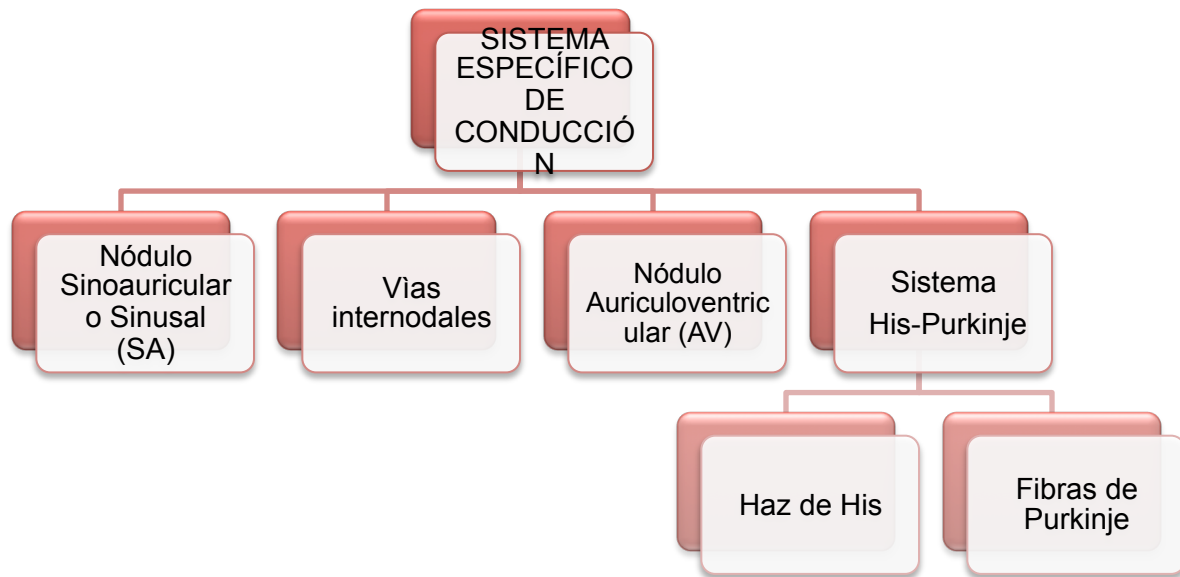 SISTEMA
ESPECÍFICO
DE
CONDUCCIÓ
N
Nódulo
Sinoauricular
o Sinusal
(SA)
Vìas
internodales
Nódulo
Auriculoventric
ular (AV)
Sistema
His-Purkinje
Haz de His
Fibras de
Purkinje